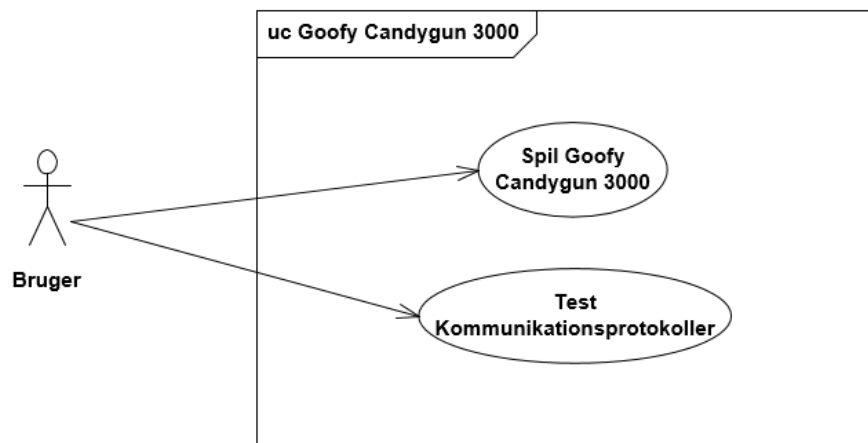 uc Goofy Candygun 3000
Spil Goofy
Candygun 3000
Bruger
Test
Kommunikationsprotokoller